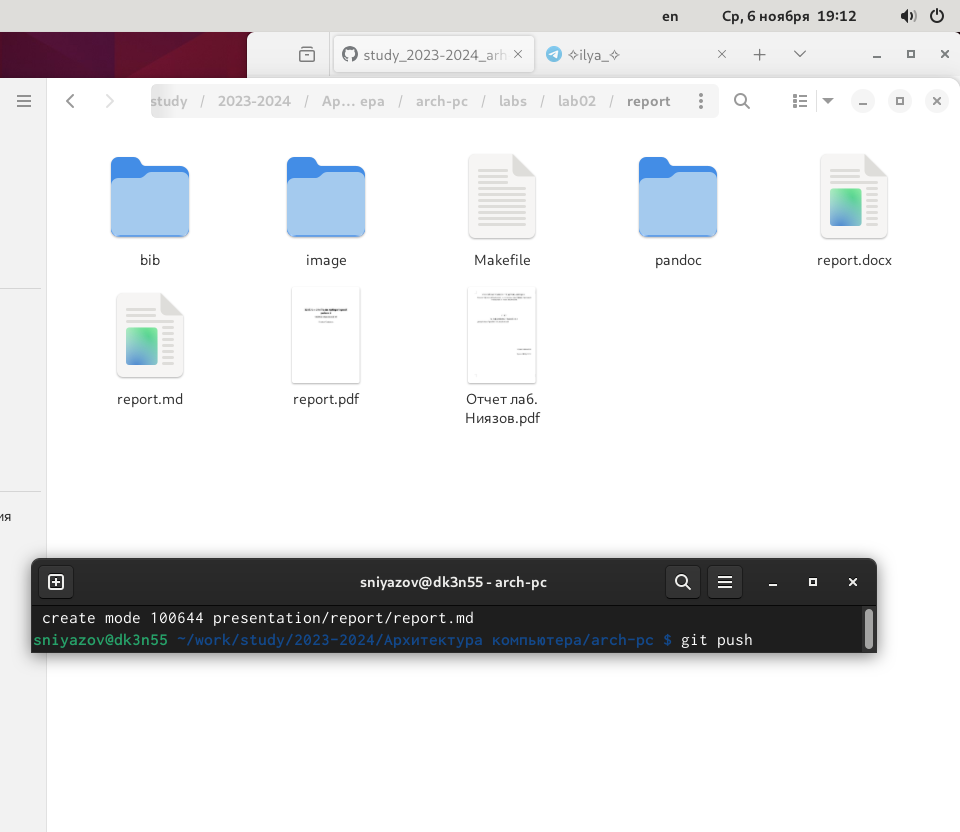 en
Ср, 6 ноября 19:12
study_2023-2024_arh
✧ilya_✧
study / 2023-2024 / Ар… ера / arch-pc / labs / lab02 / report
bib
image
Makefile
pandoc
report.docx
report.md
report.pdf
Отчет лаб.
Ниязов.pdf
ия
sniyazov@dk3n55 - arch-pc
create mode 100644 presentation/report/report.md
sniyazov@dk3n55 ~/work/study/2023-2024/Архитектура компьютера/arch-pc $ git push